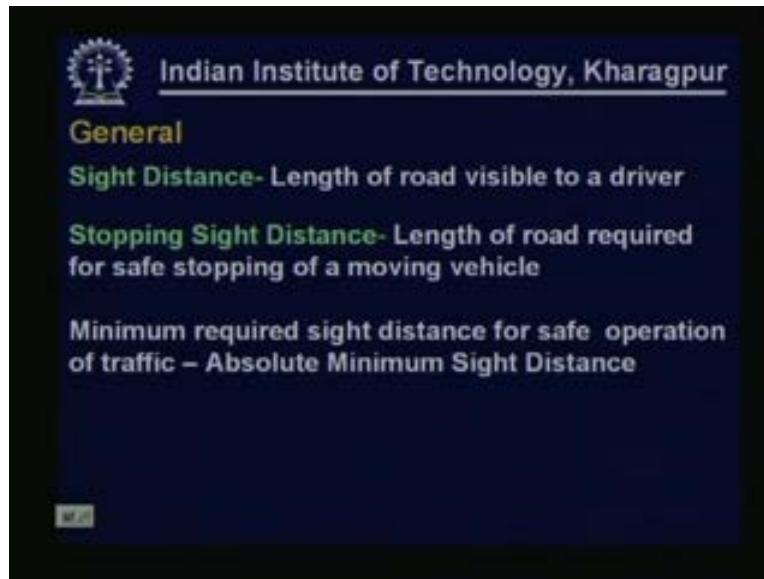 Indian Institute of Technology, Kharagpur
General
Sight Distance- Length of road visible to a driver
Stopping Sight Distance- Length of road required
for safe stopping of a moving vehicle
Minimum required sight distance for safe operation
of traffic – Absolute Minimum Sight Distance